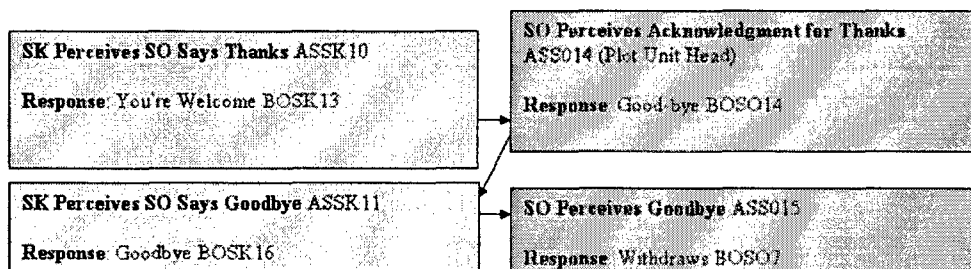 SK Perceives SO Says Thanks ASSK10
Response: You're Welcome BOSK13
SO Perceives Acknowledgment for Thanks
ASS014 (Plot Unit Head)
Response: Good-bye BOSO14
SK Perceives SO Says Goodbye ASSK11
Response: Goodbye BOSK16
SO Perceives Goodbye ASS015
Response: Withdraws BOSO7